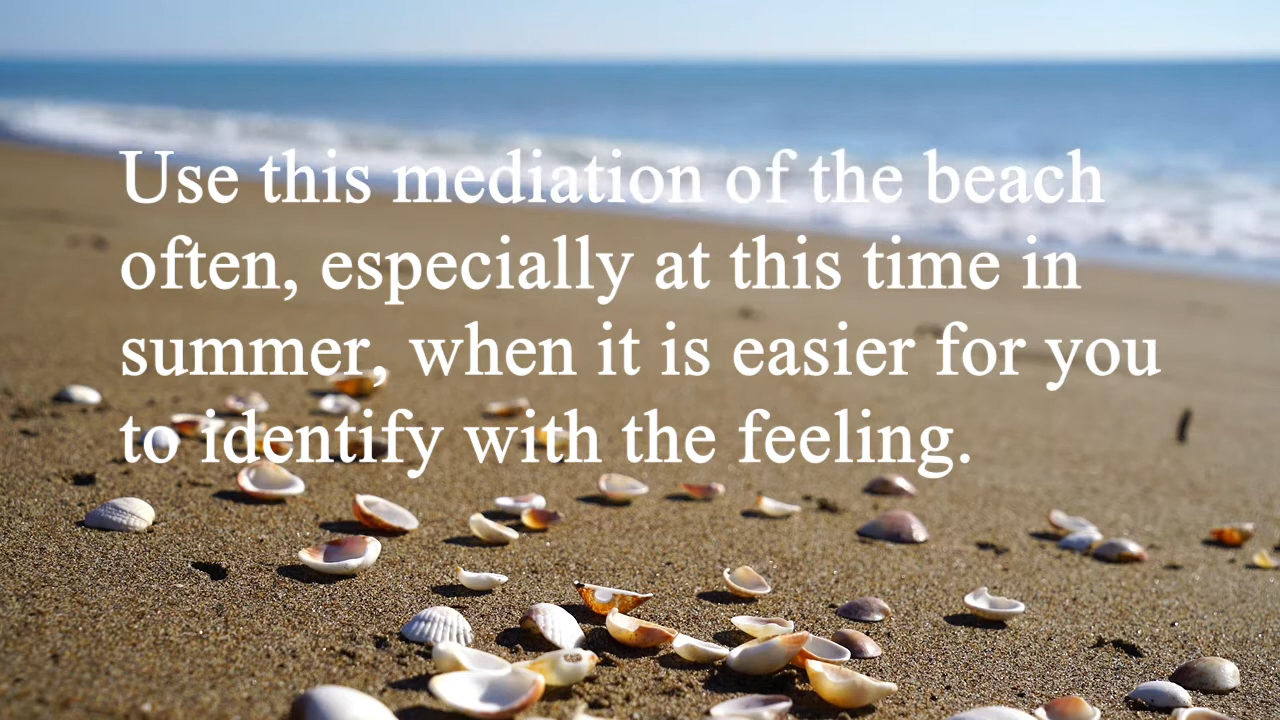 Use this mediation of the beach
often, especially at this time in
summer, when it is easier for you
to identify with the feeling.